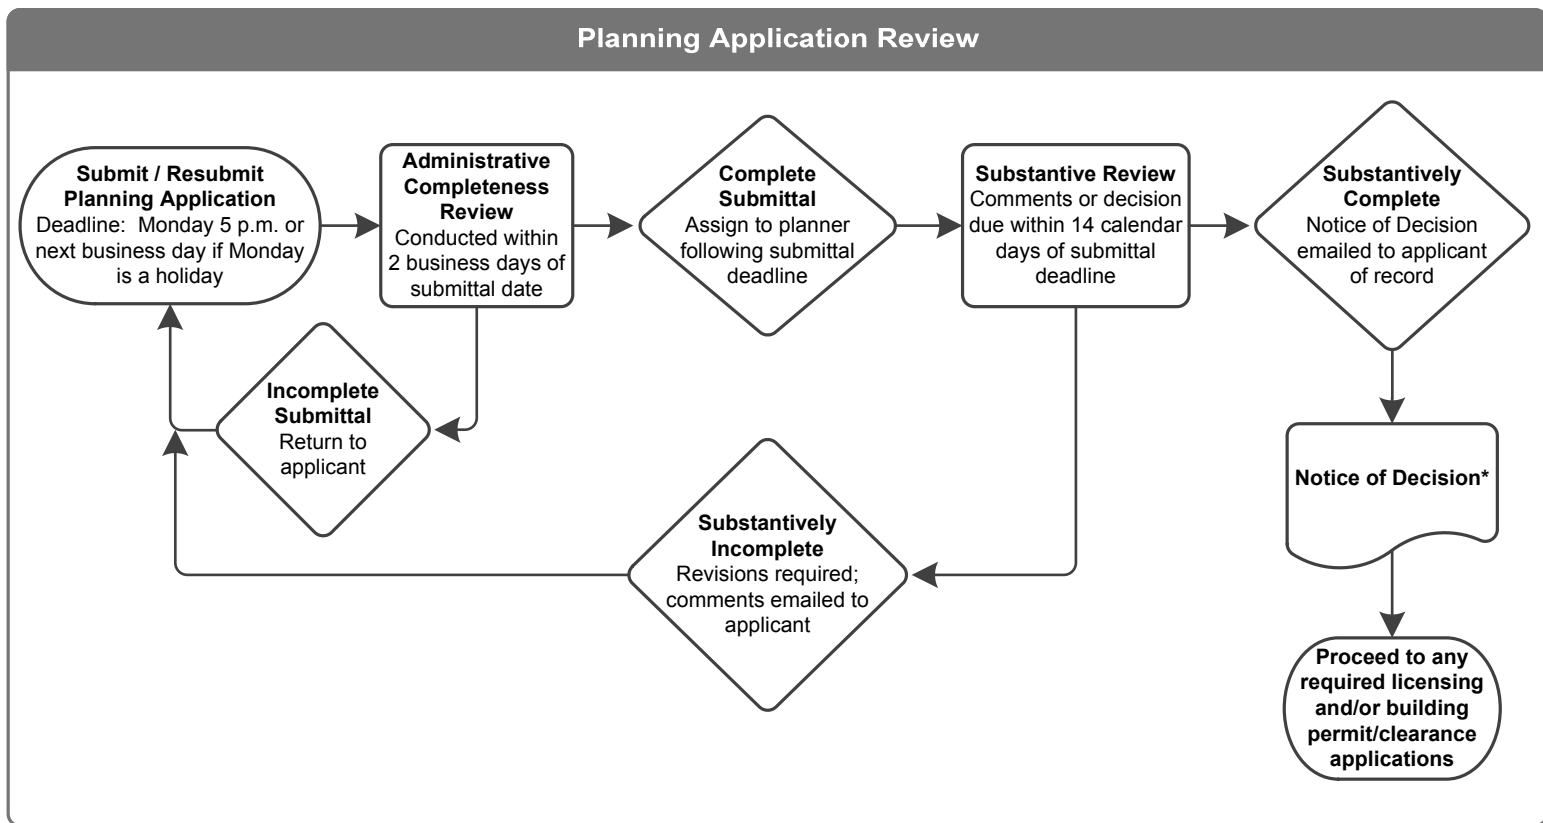 Planning Application Review
Submit / Resubmit
Planning Application
Deadline:  Monday 5 p.m. or
next business day if Monday
is a holiday
Administrative
Completeness
Review
Conducted within
2 business days of
submittal date
Complete
Submittal
Assign to planner
following submittal
deadline
Substantive Review
Comments or decision
due within 14 calendar
days of submittal
deadline
Substantively
Complete
Notice of Decision
emailed to applicant
of record
Incomplete
Submittal
Return to
applicant
Substantively
Incomplete
Revisions required;
comments emailed to
applicant
Notice of Decision*
Proceed to any
required licensing
and/or building
permit/clearance
applications